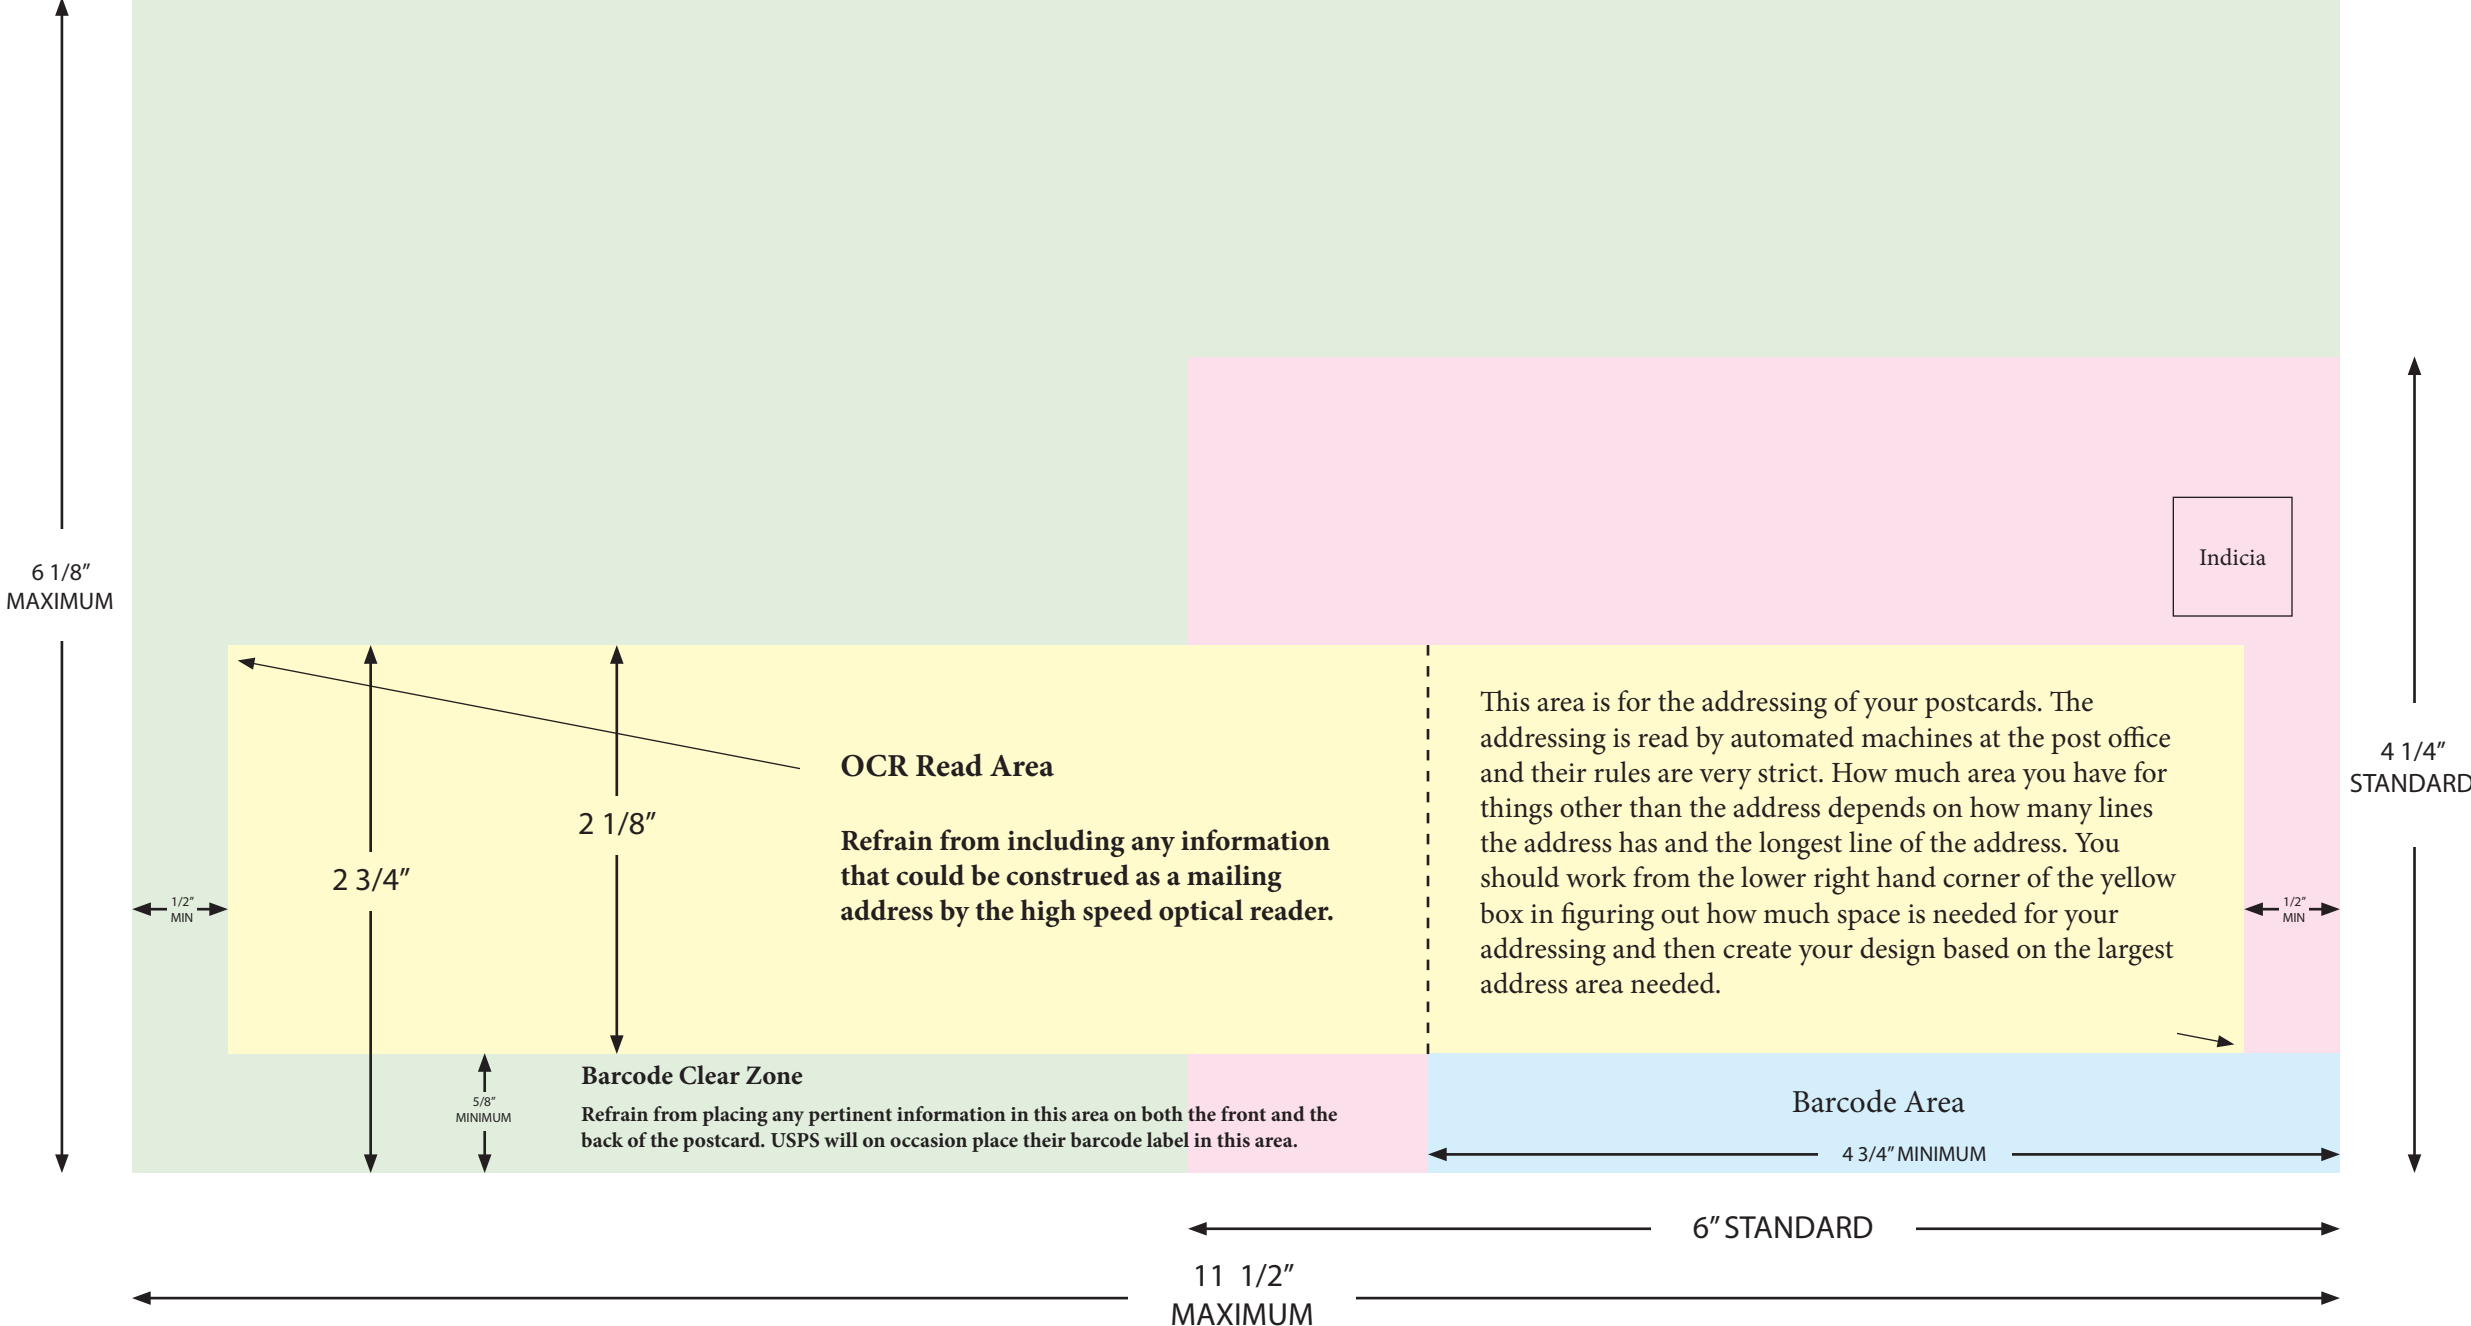 Indicia
6 1/8”
MAXIMUM
This area is for the addressing of your postcards. The
addressing is read by automated machines at the post office
and their rules are very strict. How much area you have for
things other than the address depends on how many lines
the address has and the longest line of the address. You
should work from the lower right hand corner of the yellow
box in figuring out how much space is needed for your
addressing and then create your design based on the largest
address area needed.
4 1/4”
STANDARD
OCR Read Area
2 1/8”
Refrain from including any information
that could be construed as a mailing
address by the high speed optical reader.
2 3/4”
1/2”
MIN
1/2”
MIN
Barcode Clear Zone
5/8”
MINIMUM
Refrain from placing any pertinent information in this area on both the front and the
back of the postcard. USPS will on occasion place their barcode label in this area.
Barcode Area
4 3/4” MINIMUM
6” STANDARD
11 1/2”
MAXIMUM